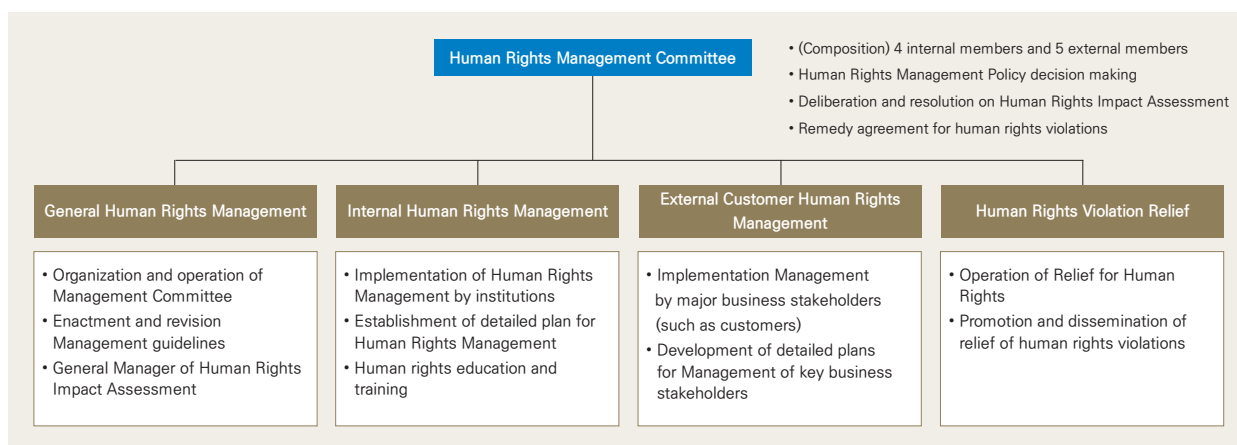 Human Rights Management Committee
• (Composition) 4 internal members and 5 external members
• Human Rights Management Policy decision making
• Deliberation and resolution on Human Rights Impact Assessment
• Remedy agreement for human rights violations
General Human Rights Management
• Organization and operation of
Management Committee
• Enactment and revision
Management guidelines
• General Manager of Human Rights
Impact Assessment
Internal Human Rights Management
• Implementation of Human Rights
Management by institutions
• Establishment of detailed plan for
Human Rights Management
• Human rights education and
training
External Customer Human Rights
Management
• Implementation Management
by major business stakeholders
(such as customers)
• Development of detailed plans
for Management of key business
stakeholders
Human Rights Violation Relief
• Operation of Relief for Human
Rights
• Promotion and dissemination of
relief of human rights violations